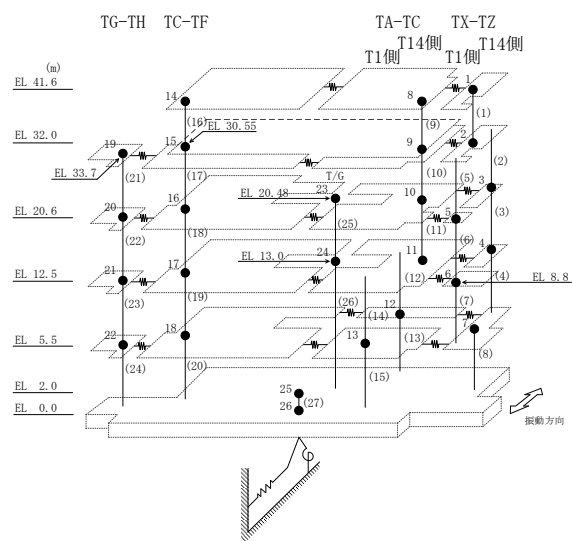 TG-TH TC-TF TA-TC TX-TZ
T1側 T14側 T1側 T14側
(m)
EL 41.6
14 8 1
(16) (9) (1)
EL 32.0
19 15 EL 30.55 9 2
EL 33.7
(21) (17) (10) (2)
T/G
EL 20.48 23 10 (5) 3
EL 20.6
20 16 (25) (11) 5 (3)
(22) (18) (6)
EL 13.0 24 11 4
EL 12.5
21 17 (12) 6 (4) EL 8.8
(23) (19) (26) (14) 12 (7)
EL 5.5
22 18 13 (13) 7
(24) (20) (15) (8)
EL 2.0
25
EL 0.0
26 (27)
振動方向